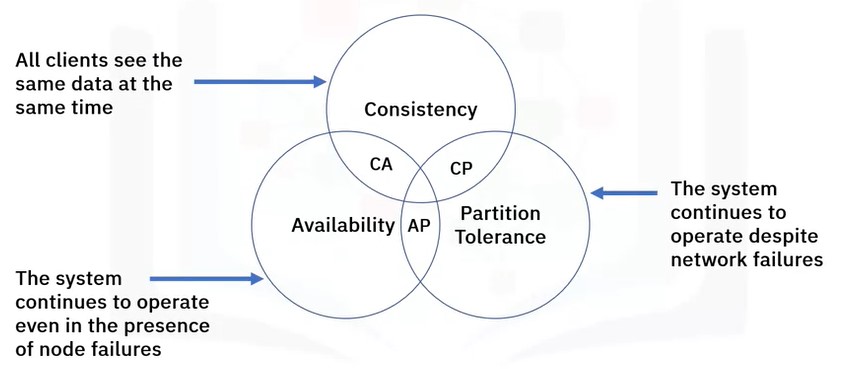 All clients see the
same data at the
same time
Consistency
CA
CP
Availability
AP
Partition
Tolerance
The system
continues to
operate despite
network failures
The system
continues to operate
even in the presence
of node failures